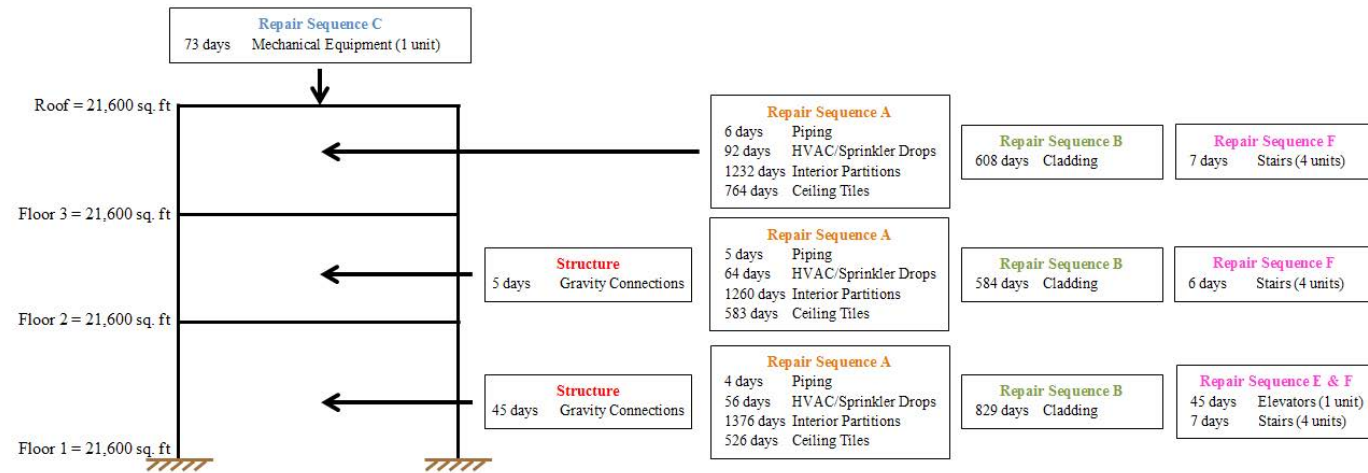 Repair Sequence C
73 days Mechanical Equipment (1 unit)
Roof = 21,600 sq. ft
Repair Sequence A
6 days Piping
92 days HVAC/Sprinkler Drops
1232 days Interior Partitions
764 days Ceiling Tiles
Repair Sequence B
608 days Cladding
Repair Sequence F
7 days Stairs (4 units)
Floor 3 = 21,600 sq. ft
Structure
5 days Gravity Connections
Repair Sequence A
5 days Piping
64 days HVAC/Sprinkler Drops
1260 days Interior Partitions
583 days Ceiling Tiles
Repair Sequence B
584 days Cladding
Repair Sequence F
6 days Stairs (4 units)
Floor 2 = 21,600 sq. ft
Structure
45 days Gravity Connections
Repair Sequence A
4 days Piping
56 days HVAC/Sprinkler Drops
1376 days Interior Partitions
526 days Ceiling Tiles
Repair Sequence B
829 days Cladding
Repair Sequence E & F
45 days Elevators (1 unit)
7 days Stairs (4 units)
Floor 1 = 21,600 sq. ft